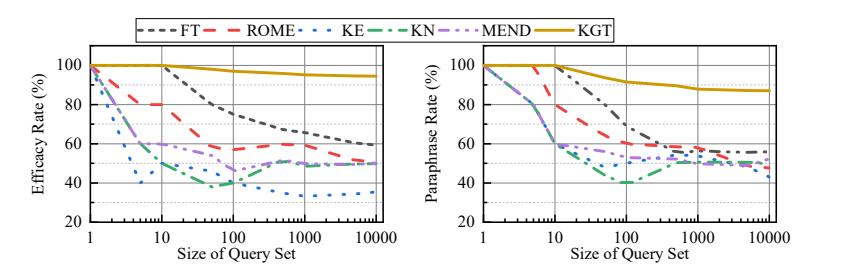 FT ROME KE KN MEND KGT
Efficacy Rate (%)
100
80
60
40
20
1 10 100 1000 10000
Size of Query Set
Paraphrase Rate (%)
100
80
60
40
20
1 10 100 1000 10000
Size of Query Set